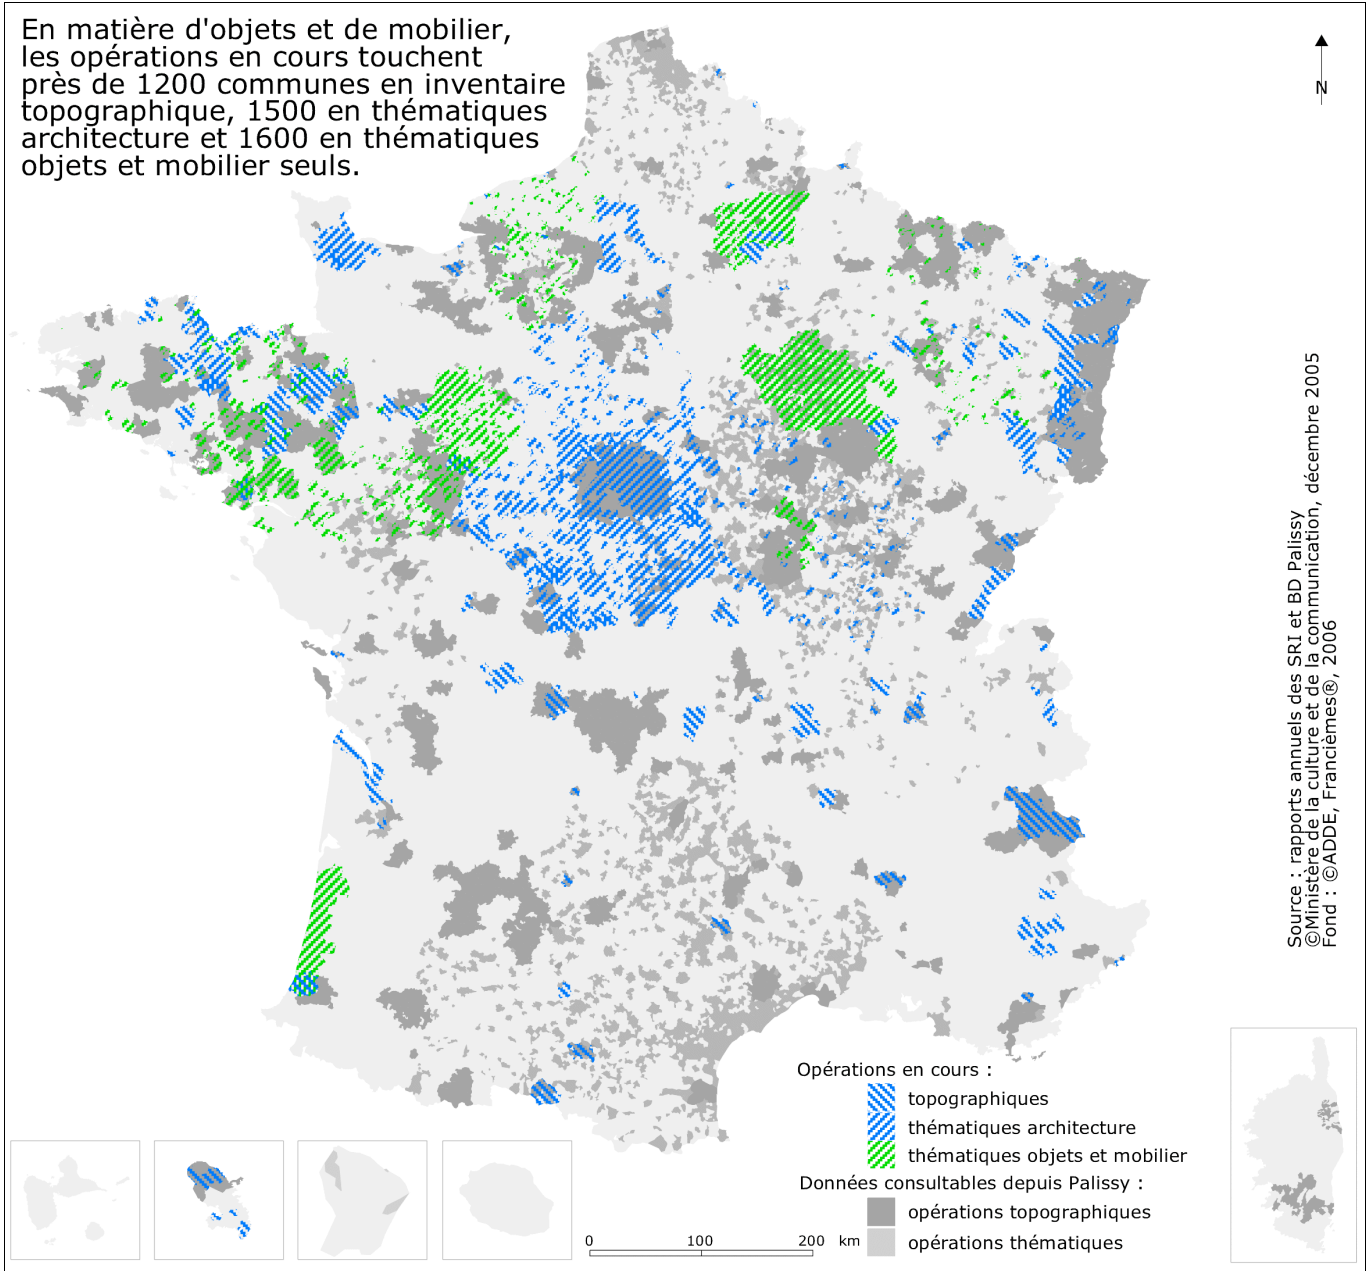 En matière d'objets et de mobilier,
les opérations en cours touchent
près de 1200 communes en inventaire
topographique, 1500 en thématiques
architecture et 1600 en thématiques
objets et mobilier seuls.
N
Source : rapports annuels des SRI et BD Palissy
©Ministère de la culture et de la communication, décembre 2005
Fond : ©ADDE, Francièmes®, 2006
Opérations en cours :
topographiques
thématiques architecture
thématiques objets et mobilier
Données consultables depuis Palissy :
opérations topographiques
opérations thématiques
0 100 200 km